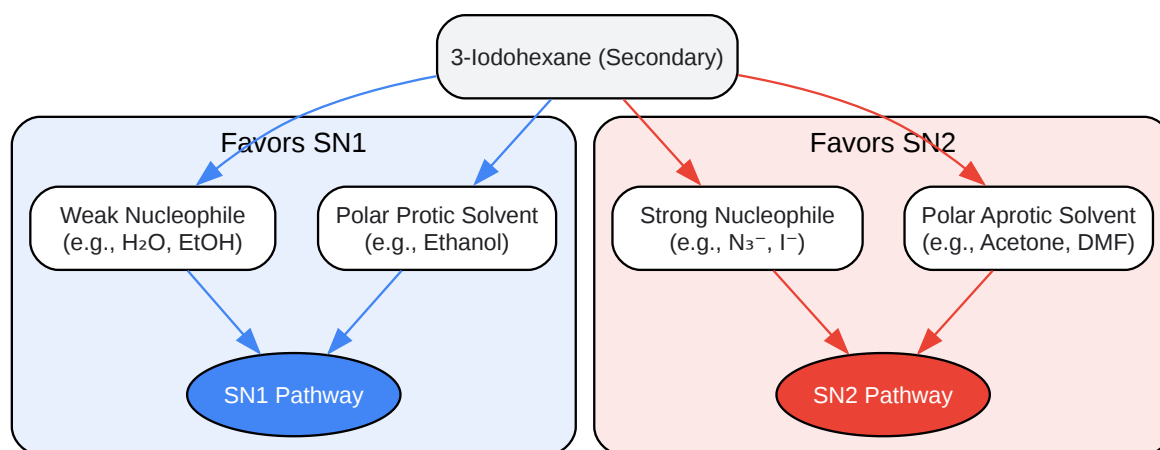 3-Iodohexane (Secondary)
Favors SN1
Favors SN2
Weak Nucleophile
(e.g., H₂O, EtOH)
Polar Protic Solvent
(e.g., Ethanol)
Strong Nucleophile
(e.g., N₃⁻, I⁻)
Polar Aprotic Solvent
(e.g., Acetone, DMF)
SN1 Pathway
SN2 Pathway